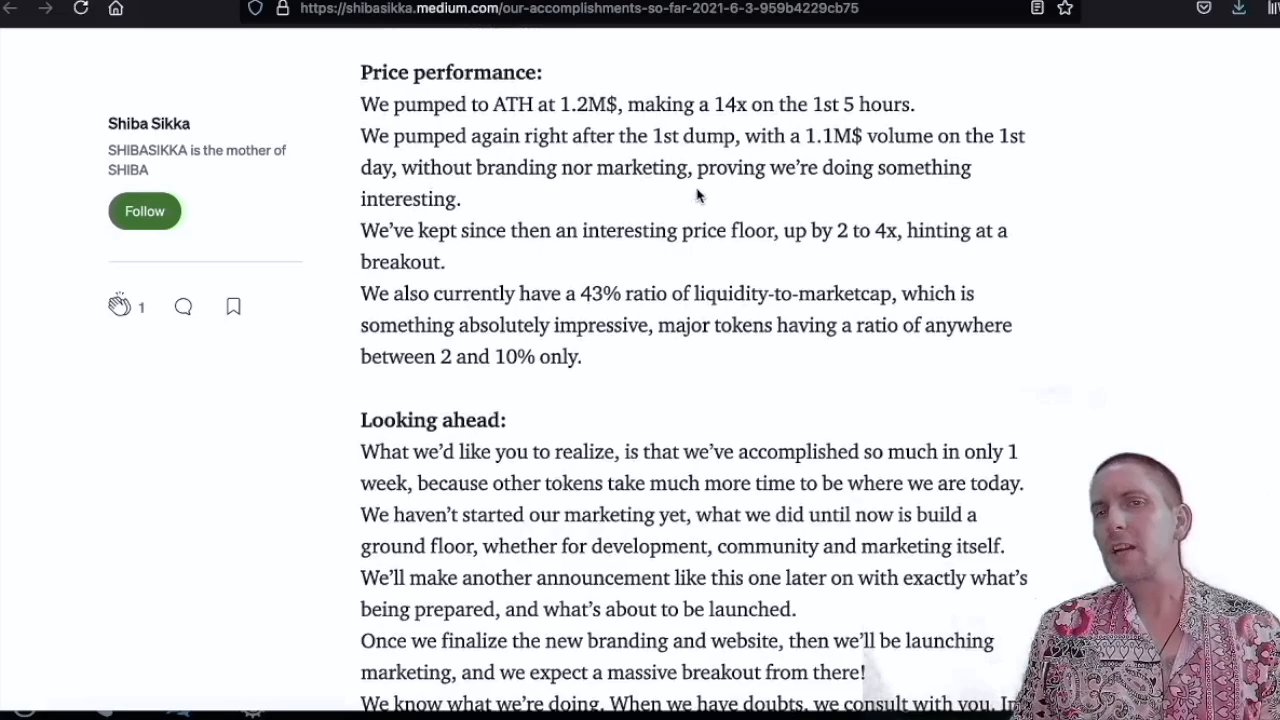 https://shibasikka.medium.com/our-accomplishments-so-far-2021-6-3-959b4229cb75
Shiba Sikka
SHIBASIKKA is the mother of
SHIBA
Follow
1
Price performance:
We pumped to ATH at 1.2M$, making a 14x on the 1st 5 hours.
We pumped again right after the 1st dump, with a 1.1M$ volume on the 1st
day, without branding nor marketing, proving we’re doing something
interesting.
We’ve kept since then an interesting price floor, up by 2 to 4x, hinting at a
breakout.
We also currently have a 43% ratio of liquidity-to-marketcap, which is
something absolutely impressive, major tokens having a ratio of anywhere
between 2 and 10% only.
Looking ahead:
What we’d like you to realize, is that we’ve accomplished so much in only 1
week, because other tokens take much more time to be where we are today.
We haven’t started our marketing yet, what we did until now is build a
ground floor, whether for development, community and marketing itself.
We’ll make another announcement like this one later on with exactly what’s
being prepared, and what’s about to be launched.
Once we finalize the new branding and website, then we’ll be launching
marketing, and we expect a massive breakout from there!
We know what we’re doing. When we have doubts, we consult with you. In